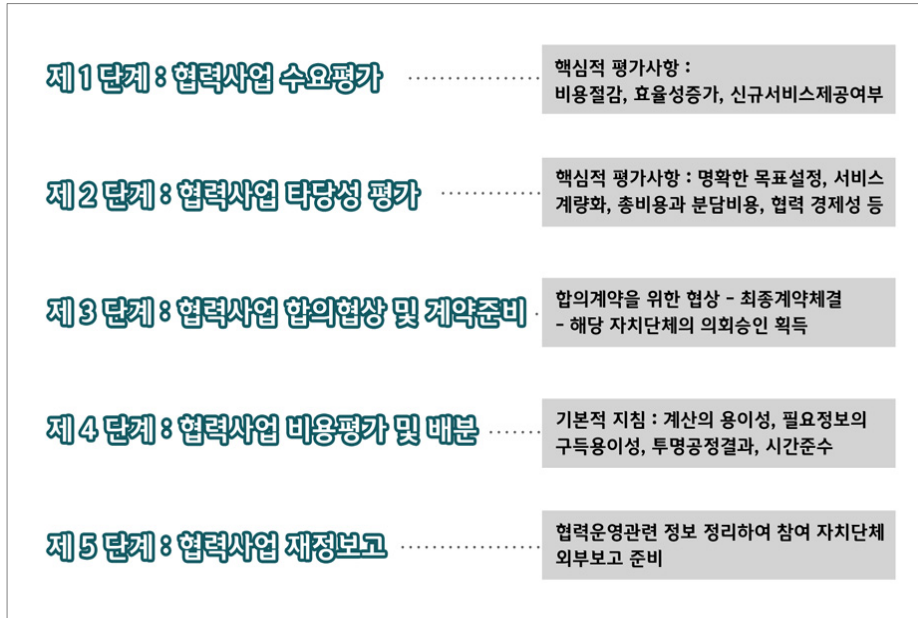 제 1 단계 : 협력사업 수요평가
핵심적 평가사항 :
비용절감, 효율성증가, 신규서비스제공여부
제 2 단계 : 협력사업 타당성 평가
핵심적 평가사항 : 명확한 목표설정, 서비스
계량화, 총비용과 분담비용, 협력 경제성 등
제 3 단계 : 협력사업 합의협상 및 계약준비
합의계약을 위한 협상 - 최종계약체결
- 해당 자치단체의 의회승인 획득
제 4 단계 : 협력사업 비용평가 및 배분
기본적 지침 : 계산의 용이성, 필요정보의
구득용이성, 투명공정결과, 시간준수
제 5 단계 : 협력사업 재정보고
협력운영관련 정보 정리하여 참여 자치단체
외부보고 준비